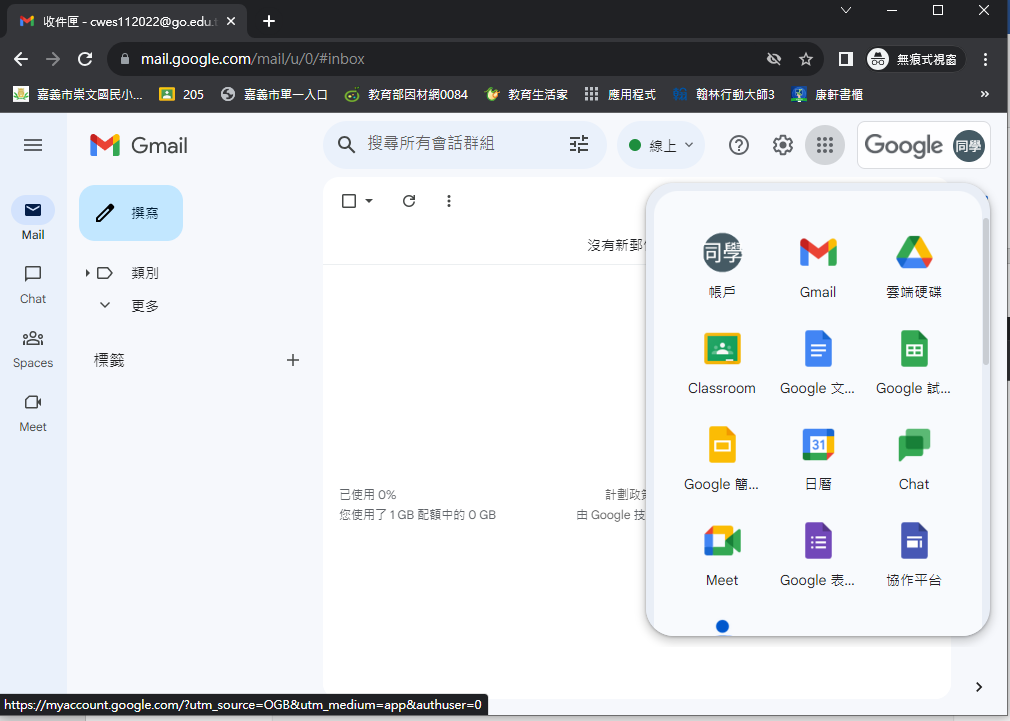 收件匣 - cwes112022@go.edu.t
mail.google.com/mail/u/0/#inbox
無痕式視窗
嘉義市崇文國民小...
205
嘉義市單一入口
教育部因材網0084
教育生活家
應用程式
翰林行動大師3
康軒書櫃
»
Gmail
搜尋所有會話群組
線上
Google
同學
Mail
Chat
Spaces
Meet
撰寫
類別
更多
標籤
沒有新郵
已使用 0%
您使用了 1 GB 配額中的 0 GB
計劃政
由 Google 技
同學
帳戶
Gmail
雲端硬碟
Classroom
Google 文...
Google 試...
Google 簡...
31
日曆
Chat
Meet
Google 表...
協作平台
https://myaccount.google.com/?utm_source=OGB&utm_medium=app&authuser=0